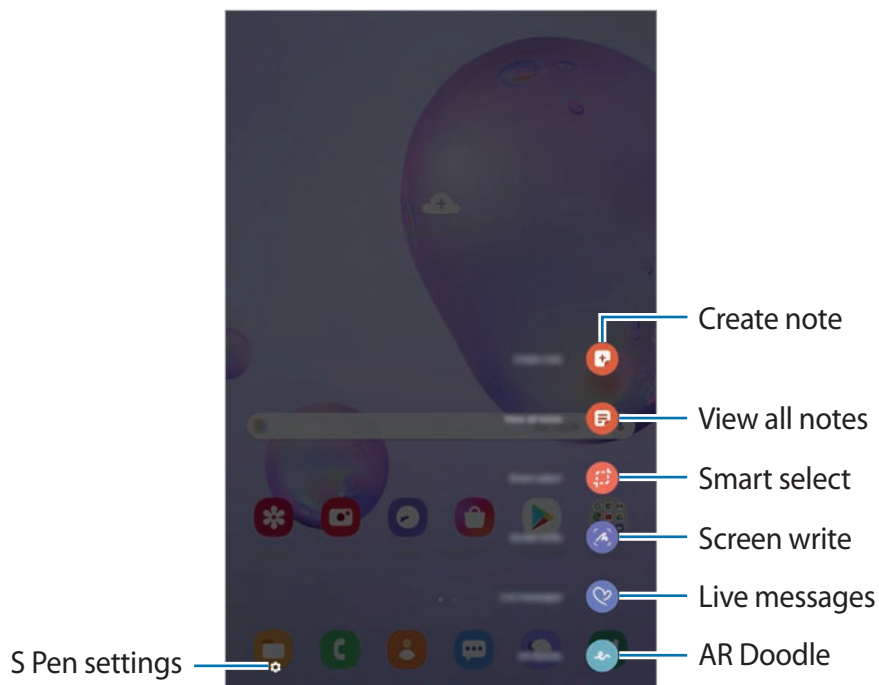 Create note
View all notes
Smart select
Screen write
Live messages
AR Doodle
S Pen settings